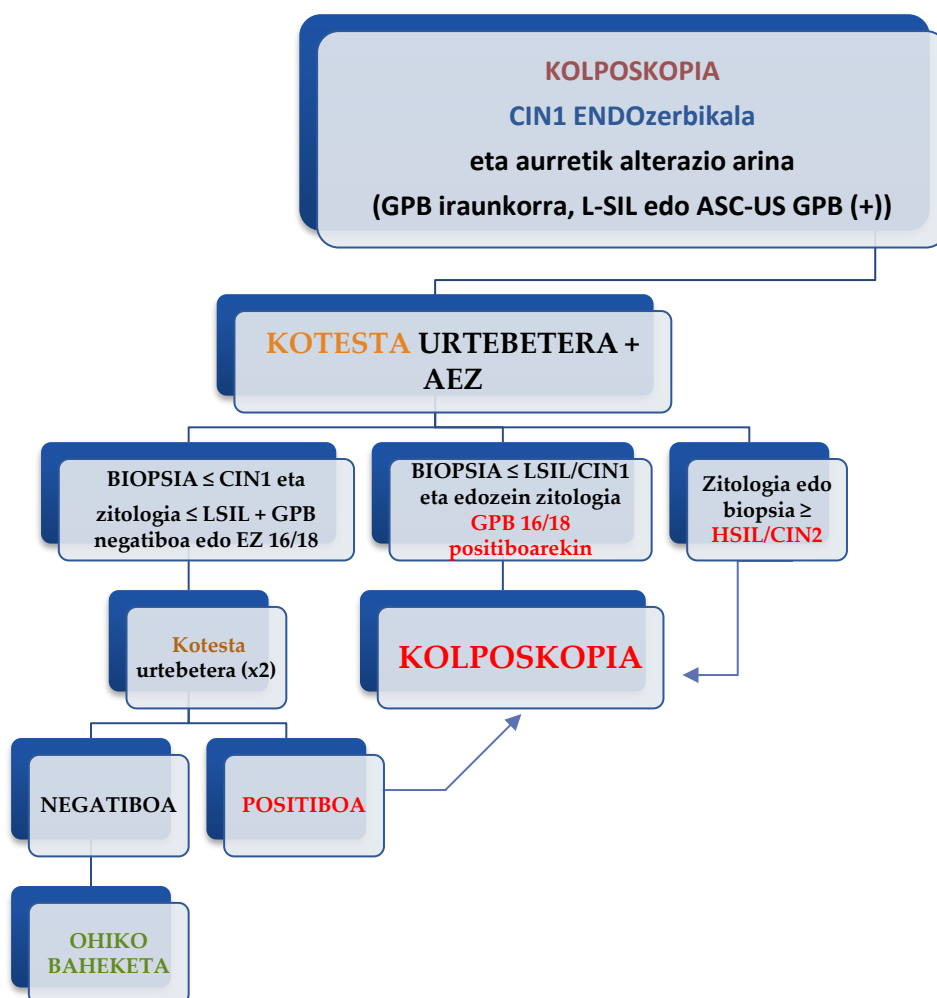 KOLPOSKOPIA
CIN1 ENDOzerbikala
eta aurretik alterazio arina
(GPB iraunkorra, L-SIL edo ASC-US GPB (+))
KOTESTA URTEBETERA +
AEZ
BIOPSIA ≤ CIN1 eta
zitologia ≤ LSIL + GPB
negatiboa edo EZ 16/18
BIOPSIA ≤ LSIL/CIN1
eta edozein zitologia
GPB 16/18
positiboarekin
Zitologia edo
biopsia ≥
HSIL/CIN2
Kotesta
urtebetera (x2)
KOLPOSKOPIA
NEGATIBOA
POSITIBOA
OHIKO
BAHEKETA